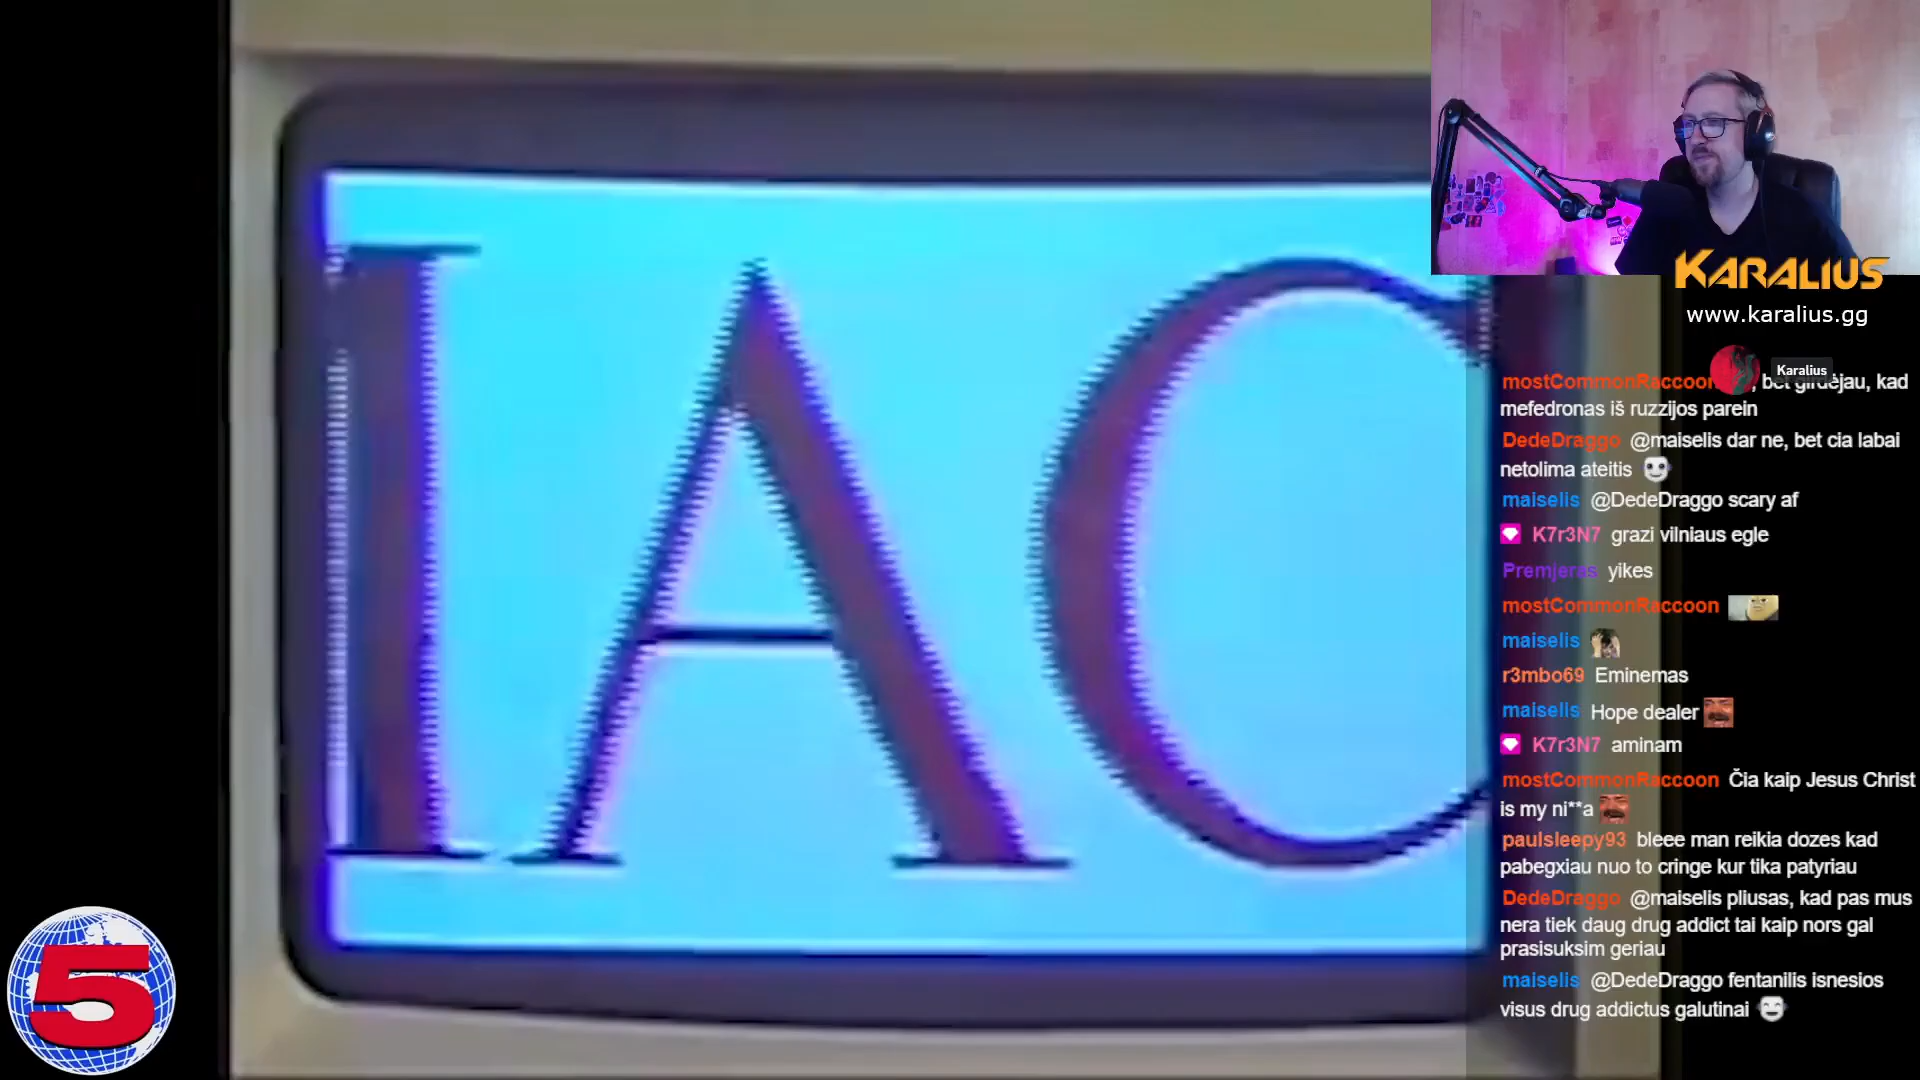 IAC
KARALIUS
www.karalius.gg
Karalius
mostCommonRaccoon , bet girdėjau, kad
mefedronas iš ruzzijos parein
DedeDraggo @maiselis dar ne, bet cia labai
netolima ateitis
maiselis @DedeDraggo scary af
K7r3N7 grazi vilniaus egle
Premjeras yikes
mostCommonRaccoon
maiselis
r3mbo69 Eminemas
maiselis Hope dealer
K7r3N7 aminam
mostCommonRaccoon Čia kaip Jesus Christ
is my ni**a
paulsleepy93 bleee man reikia dozes kad
pabegxiau nuo to cringe kur tika patyriau
DedeDraggo @maiselis pliusas, kad pas mus
nera tiek daug drug addict tai kaip nors gal
prasisuksim geriau
maiselis @DedeDraggo fentanilis isnesios
visus drug addictus galutinai
5